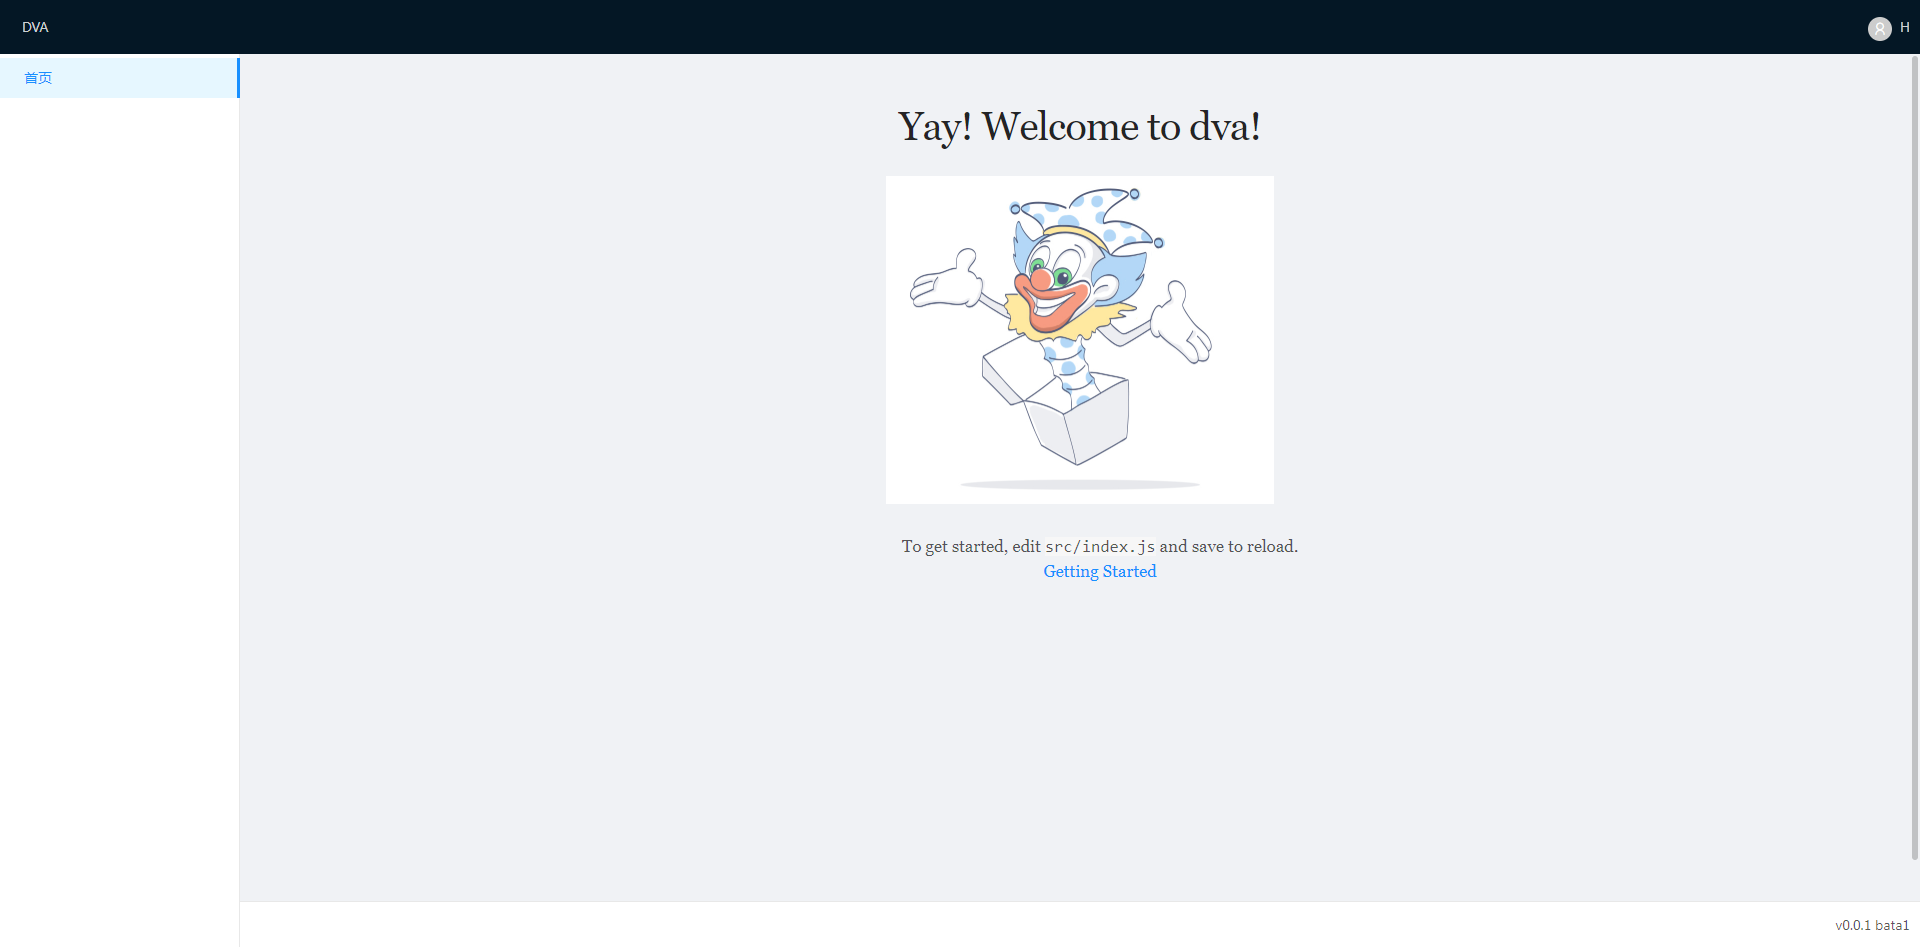 DVA
H
首页
Yay! Welcome to dva!
To get started, edit src/index.js and save to reload.
Getting Started
v0.0.1 bata1